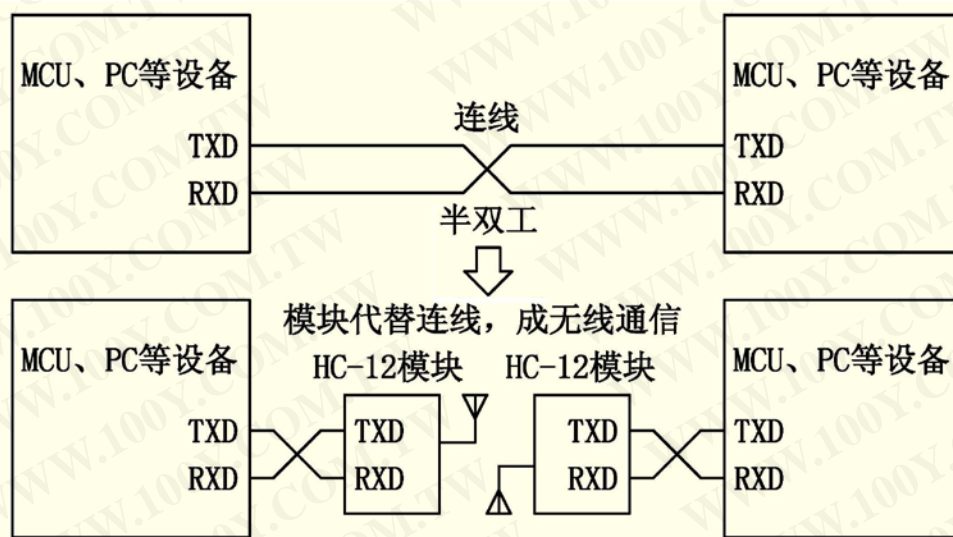 MCU、PC等设备
MCU、PC等设备
连线
TXD
TXD
RXD
RXD
半双工
模块代替连线，成无线通信
MCU、PC等设备
HC-12模块
HC-12模块
MCU、PC等设备
TXD
TXD
TXD
TXD
RXD
RXD
RXD
RXD
WWW.100Y.COM.TW